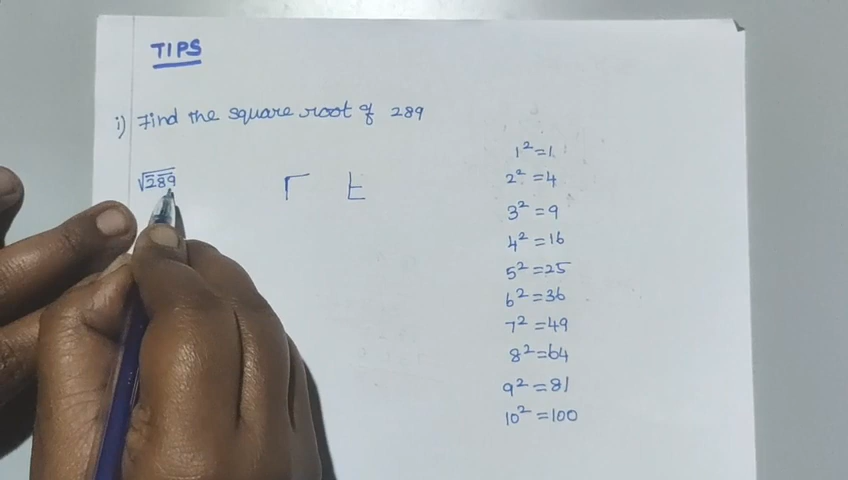 TIPS
i) Find the square root of 289
√289
1² = 1
2² = 4
3² = 9
4² = 16
5² = 25
6² = 36
7² = 49
8² = 64
9² = 81
10² = 100